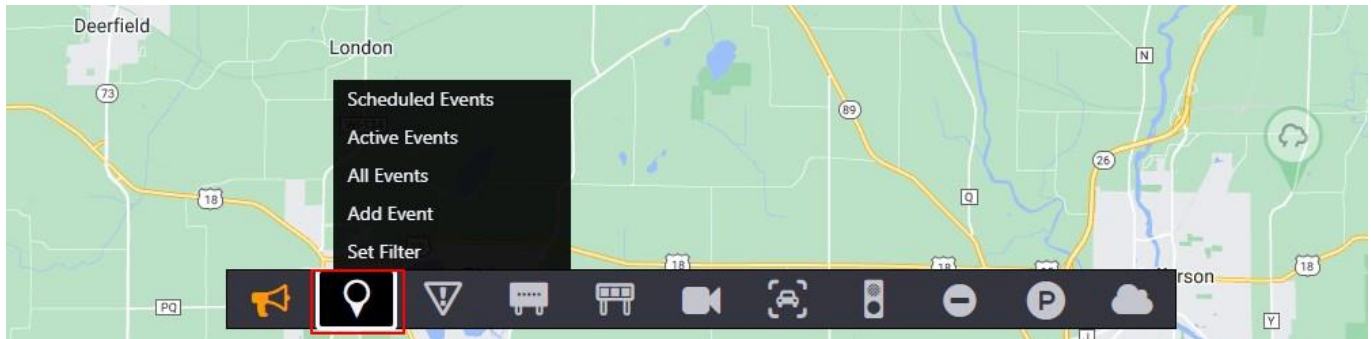 Deerfield
London
N
73
Scheduled Events
89
Active Events
26
All Events
18
Q
Add Event
Set Filter
18
18
18
rson
PQ
P
Y